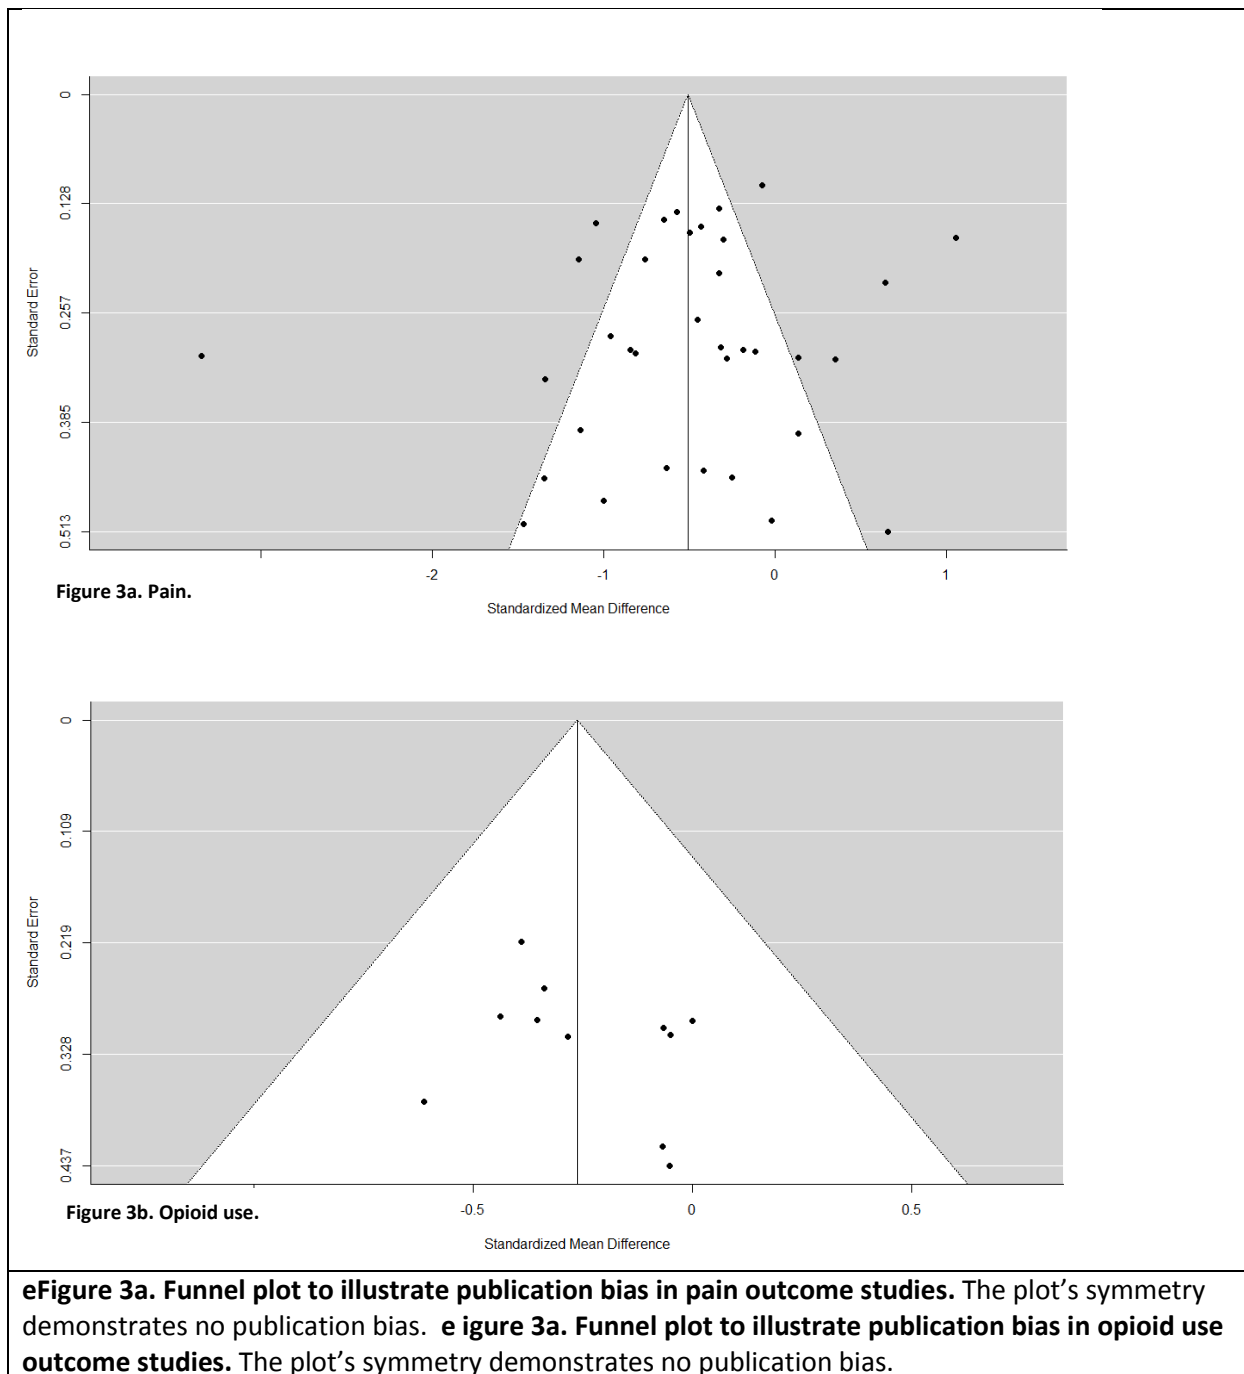 0
0.128
0.257
0.385
0.513
Standard Error
-2
-1
0
1
Figure 3a. Pain.
Standardized Mean Difference
0
0.109
0.219
0.328
0.437
Standard Error
-0.5
0
0.5
Figure 3b. Opioid use.
Standardized Mean Difference
eFigure 3a. Funnel plot to illustrate publication bias in pain outcome studies. The plot’s symmetry
demonstrates no publication bias. e igure 3a. Funnel plot to illustrate publication bias in opioid use
outcome studies. The plot’s symmetry demonstrates no publication bias.